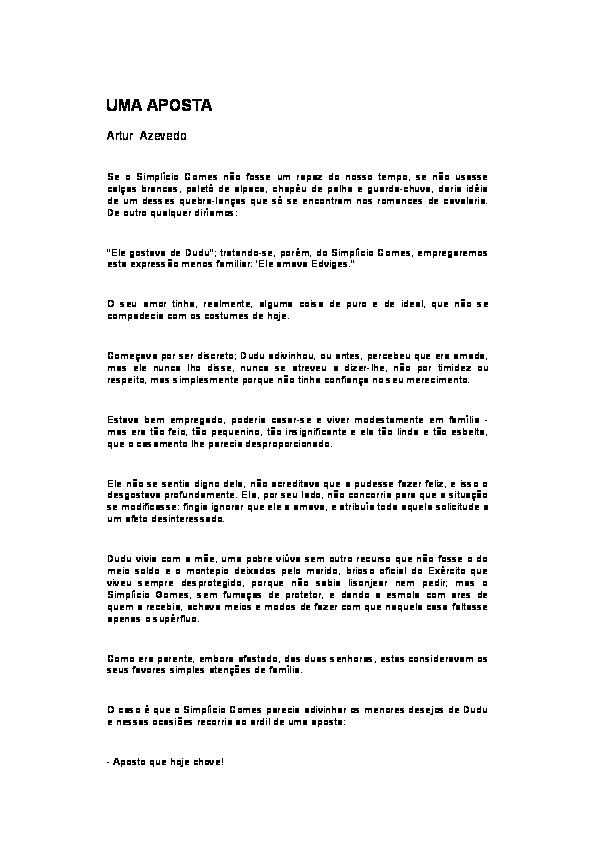 UMA APOSTA
Artur Azevedo
Se o Simplício Gomes não fosse um rapaz do nosso tempo, se não usasse
calças brancas, paletó de alpaca, chapéu de palha e guarda-chuva, daria idéia
de um desses quebra-lanças que só se encontram nos romances de cavalaria.
De outro qualquer diríamos:
"Ele gostava de Dudu"; tratando-se, porém, do Simplício Gomes, empregaremos
esta expressão menos familiar: 'Ele amava Edviges."
O seu amor tinha, realmente, alguma coisa de puro e de ideal, que não se
compadecia com os costumes de hoje.
Começava por ser discreto; Dudu adivinhou, ou antes, percebeu que era amada,
mas ele nunca lho disse, nunca se atreveu a dizer-lhe, não por timidez ou
respeito, mas simplesmente porque não tinha confiança no seu merecimento.
Estava bem empregado, poderia casar-se e viver modestamente em família -
mas era tão feio, tão pequenino, tão insignificante e ela tão linda e tão esbelta,
que o casamento lhe parecia desproporcionado.
Ele não se sentia digno dela, não acreditava que a pudesse fazer feliz, e isso o
desgostava profundamente. Ela, por seu lado, não concorria para que a situação
se modificasse: fingia ignorar que ele a amava, e atribuía toda aquela solicitude a
um afeto desinteressado.
Dudu vivia com a mãe, uma pobre viúva sem outro recurso que não fosse o do
meio soldo e o montepio deixados pelo marido, brioso oficial do Exército que
viveu sempre desprotegido, porque não sabia lisonjear nem pedir; mas o
Simplício Gomes, sem fumaças de protetor, e dando a esmola com ares de
quem a recebia, achava meios e modos de fazer com que naquela casa faltasse
apenas o supérfluo.
Como era parente, embora afastado, das duas senhoras, estas consideravam os
seus favores simples atenções de família.
O caso é que o Simplício Gomes parecia adivinhar os menores desejos de Dudu
e nessas ocasiões recorria ao ardil de uma aposta:
- Aposto que hoje chove!